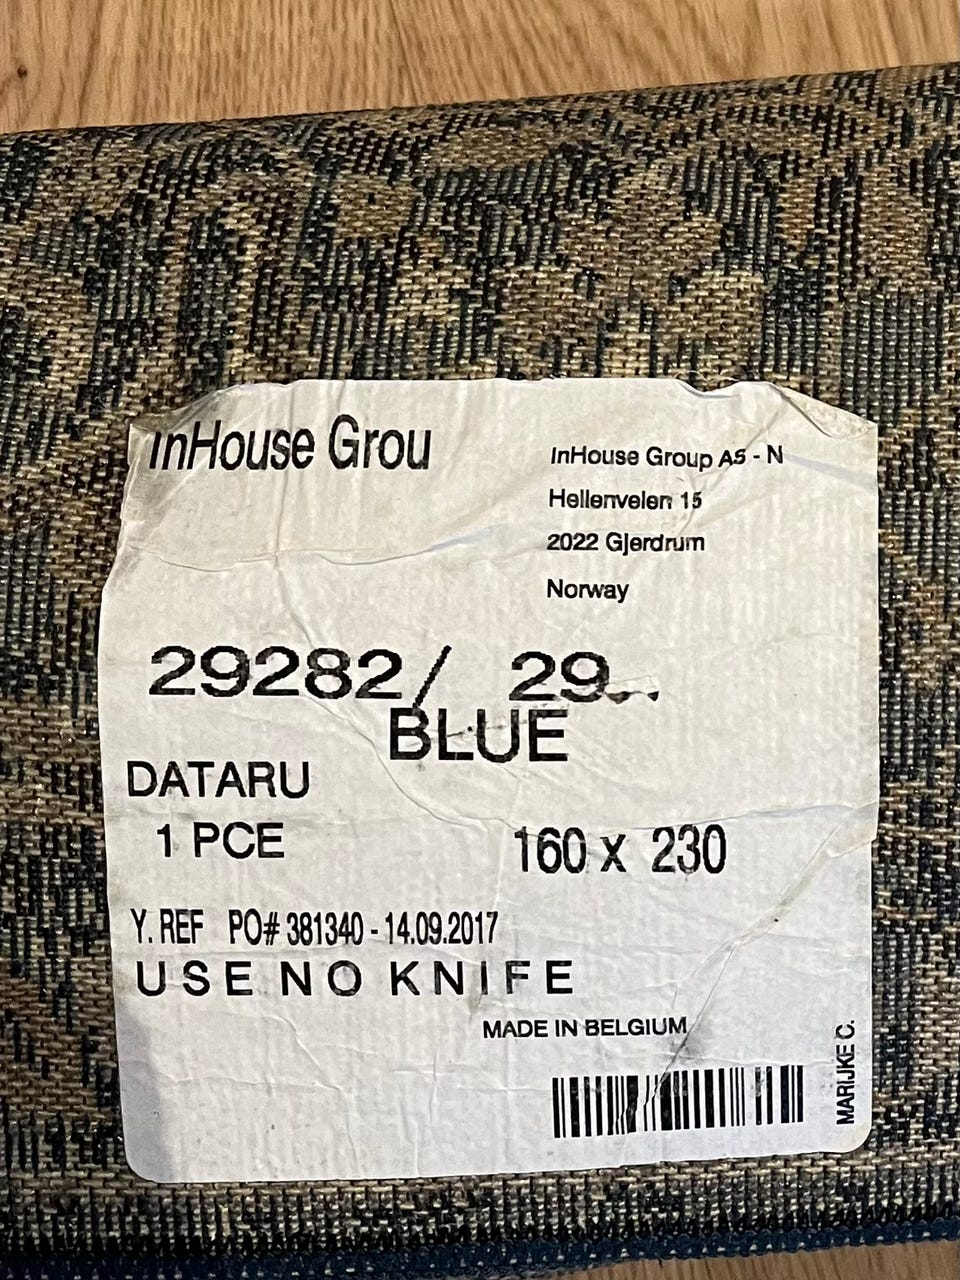 InHouse Grou
InHouse Group AS - N
Hellenvelen 15
2022 Gjerdrum
Norway
29282/ 29
BLUE
DATARU
1 PCE
160 x 230
Y. REF PO# 381340 - 14.09.2017
USE NO KNIFE
MADE IN BELGIUM
MARIJKE C.